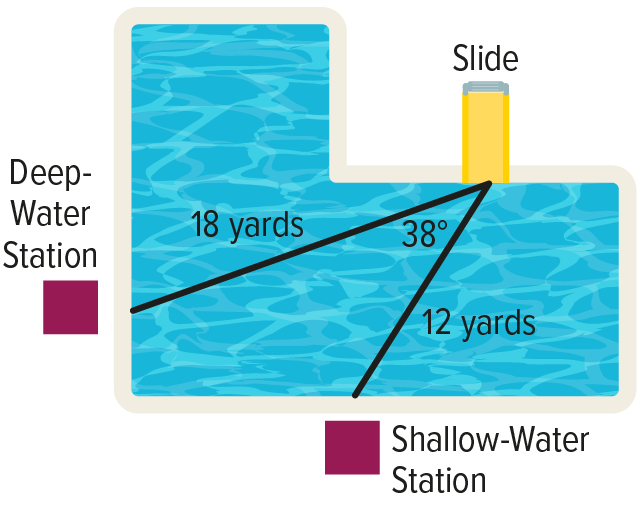 Slide
Deep-
Water
Station
18 yards
38°
12 yards
Shallow-Water
Station